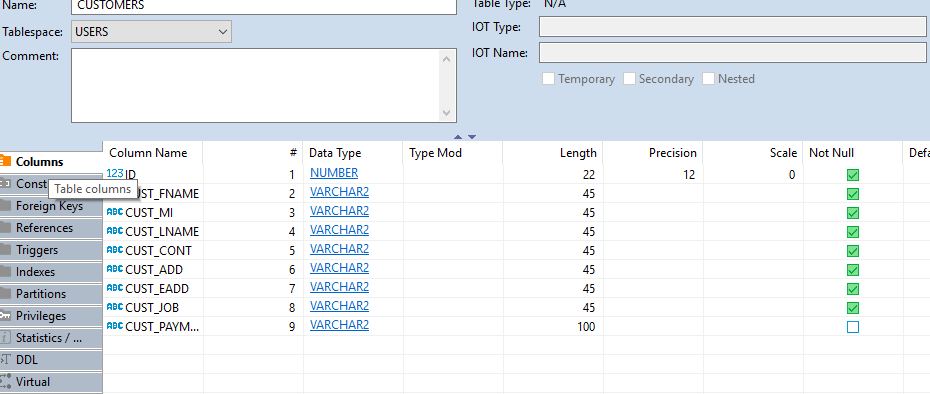 Name: CUSTOMERS Table Type: N/A
Tablespace: USERS IOT Type:
Comment: IOT Name:
Temporary Secondary Nested
Columns
Const
Table columns
Foreign Keys
References
Triggers
Indexes
Partitions
Privileges
Statistics / ...
DDL
Virtual
Column Name # Data Type Type Mod Length Precision Scale Not Null Defa
123 ID 1 NUMBER 22 12 0
CUST_FNAME 2 VARCHAR2 45
ABC CUST_MI 3 VARCHAR2 45
ABC CUST_LNAME 4 VARCHAR2 45
ABC CUST_CONT 5 VARCHAR2 45
ABC CUST_ADD 6 VARCHAR2 45
ABC CUST_EADD 7 VARCHAR2 45
ABC CUST_JOB 8 VARCHAR2 45
ABC CUST_PAYM... 9 VARCHAR2 100